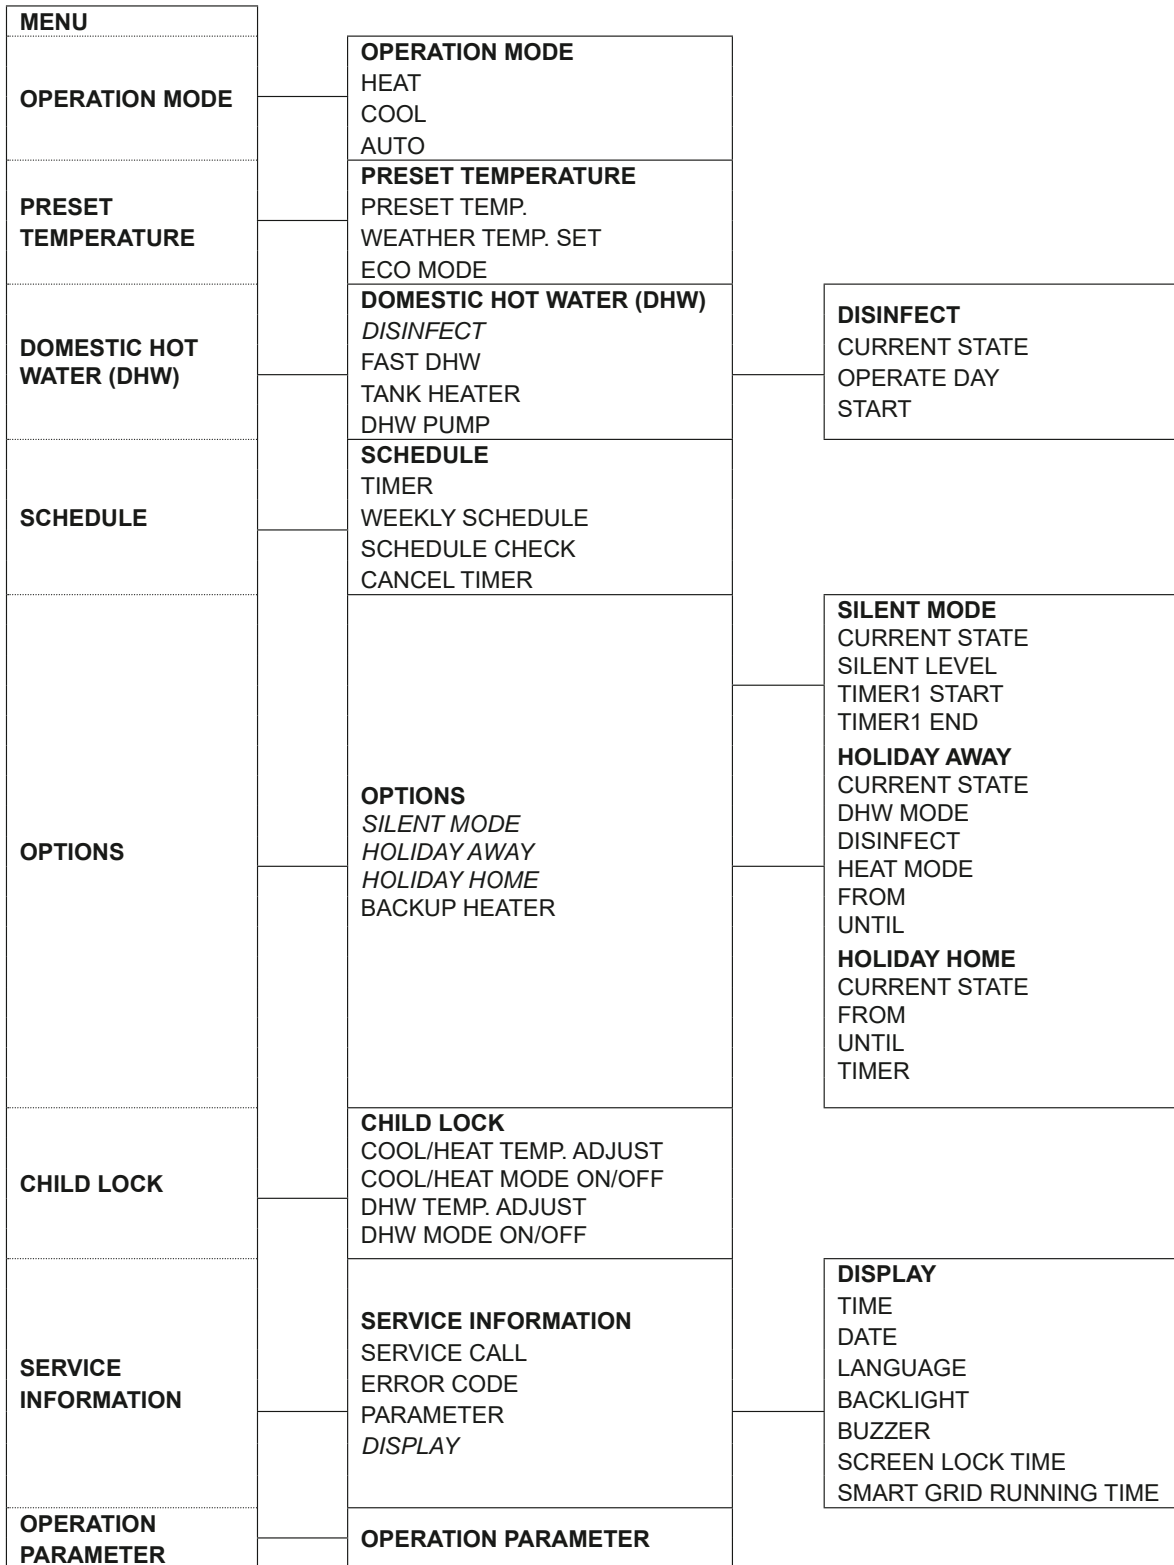 MENU
OPERATION MODE
OPERATION MODE
HEAT
COOL
AUTO
PRESET
TEMPERATURE
PRESET TEMPERATURE
PRESET TEMP.
WEATHER TEMP. SET
ECO MODE
DOMESTIC HOT
WATER (DHW)
DOMESTIC HOT WATER (DHW)
DISINFECT
FAST DHW
TANK HEATER
DHW PUMP
DISINFECT
CURRENT STATE
OPERATE DAY
START
SCHEDULE
SCHEDULE
TIMER
WEEKLY SCHEDULE
SCHEDULE CHECK
CANCEL TIMER
OPTIONS
OPTIONS
SILENT MODE
HOLIDAY AWAY
HOLIDAY HOME
BACKUP HEATER
SILENT MODE
CURRENT STATE
SILENT LEVEL
TIMER1 START
TIMER1 END
HOLIDAY AWAY
CURRENT STATE
DHW MODE
DISINFECT
HEAT MODE
FROM
UNTIL
HOLIDAY HOME
CURRENT STATE
FROM
UNTIL
TIMER
CHILD LOCK
CHILD LOCK
COOL/HEAT TEMP. ADJUST
COOL/HEAT MODE ON/OFF
DHW TEMP. ADJUST
DHW MODE ON/OFF
SERVICE
INFORMATION
SERVICE INFORMATION
SERVICE CALL
ERROR CODE
PARAMETER
DISPLAY
DISPLAY
TIME
DATE
LANGUAGE
BACKLIGHT
BUZZER
SCREEN LOCK TIME
SMART GRID RUNNING TIME
OPERATION
PARAMETER
OPERATION PARAMETER